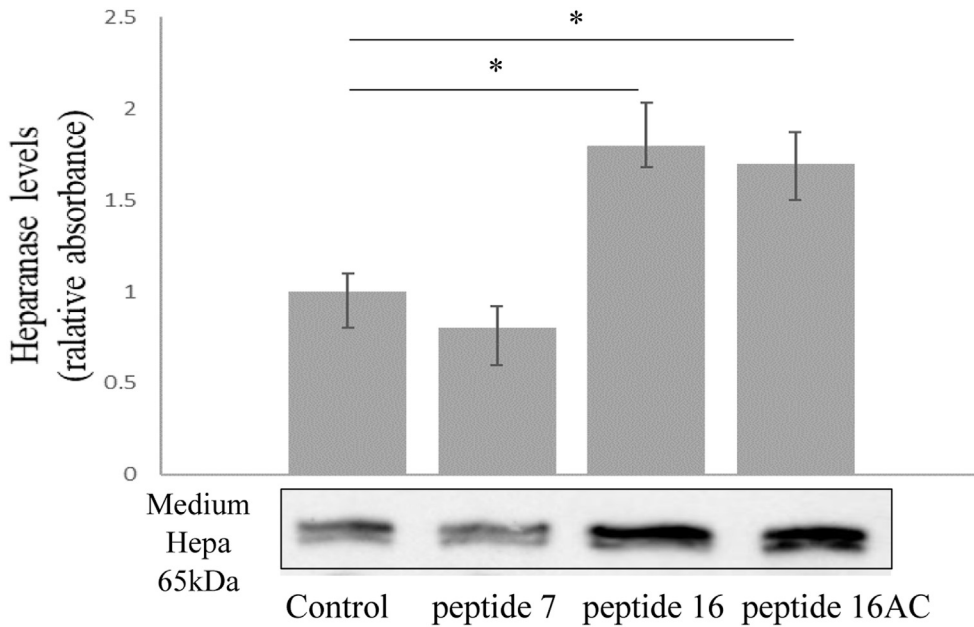 Heparanase levels
(ralative absorbance)
2.5
2
1.5
1
0.5
0
*
*
Medium
Hepa
65kDa
Control
peptide 7
peptide 16
peptide 16AC